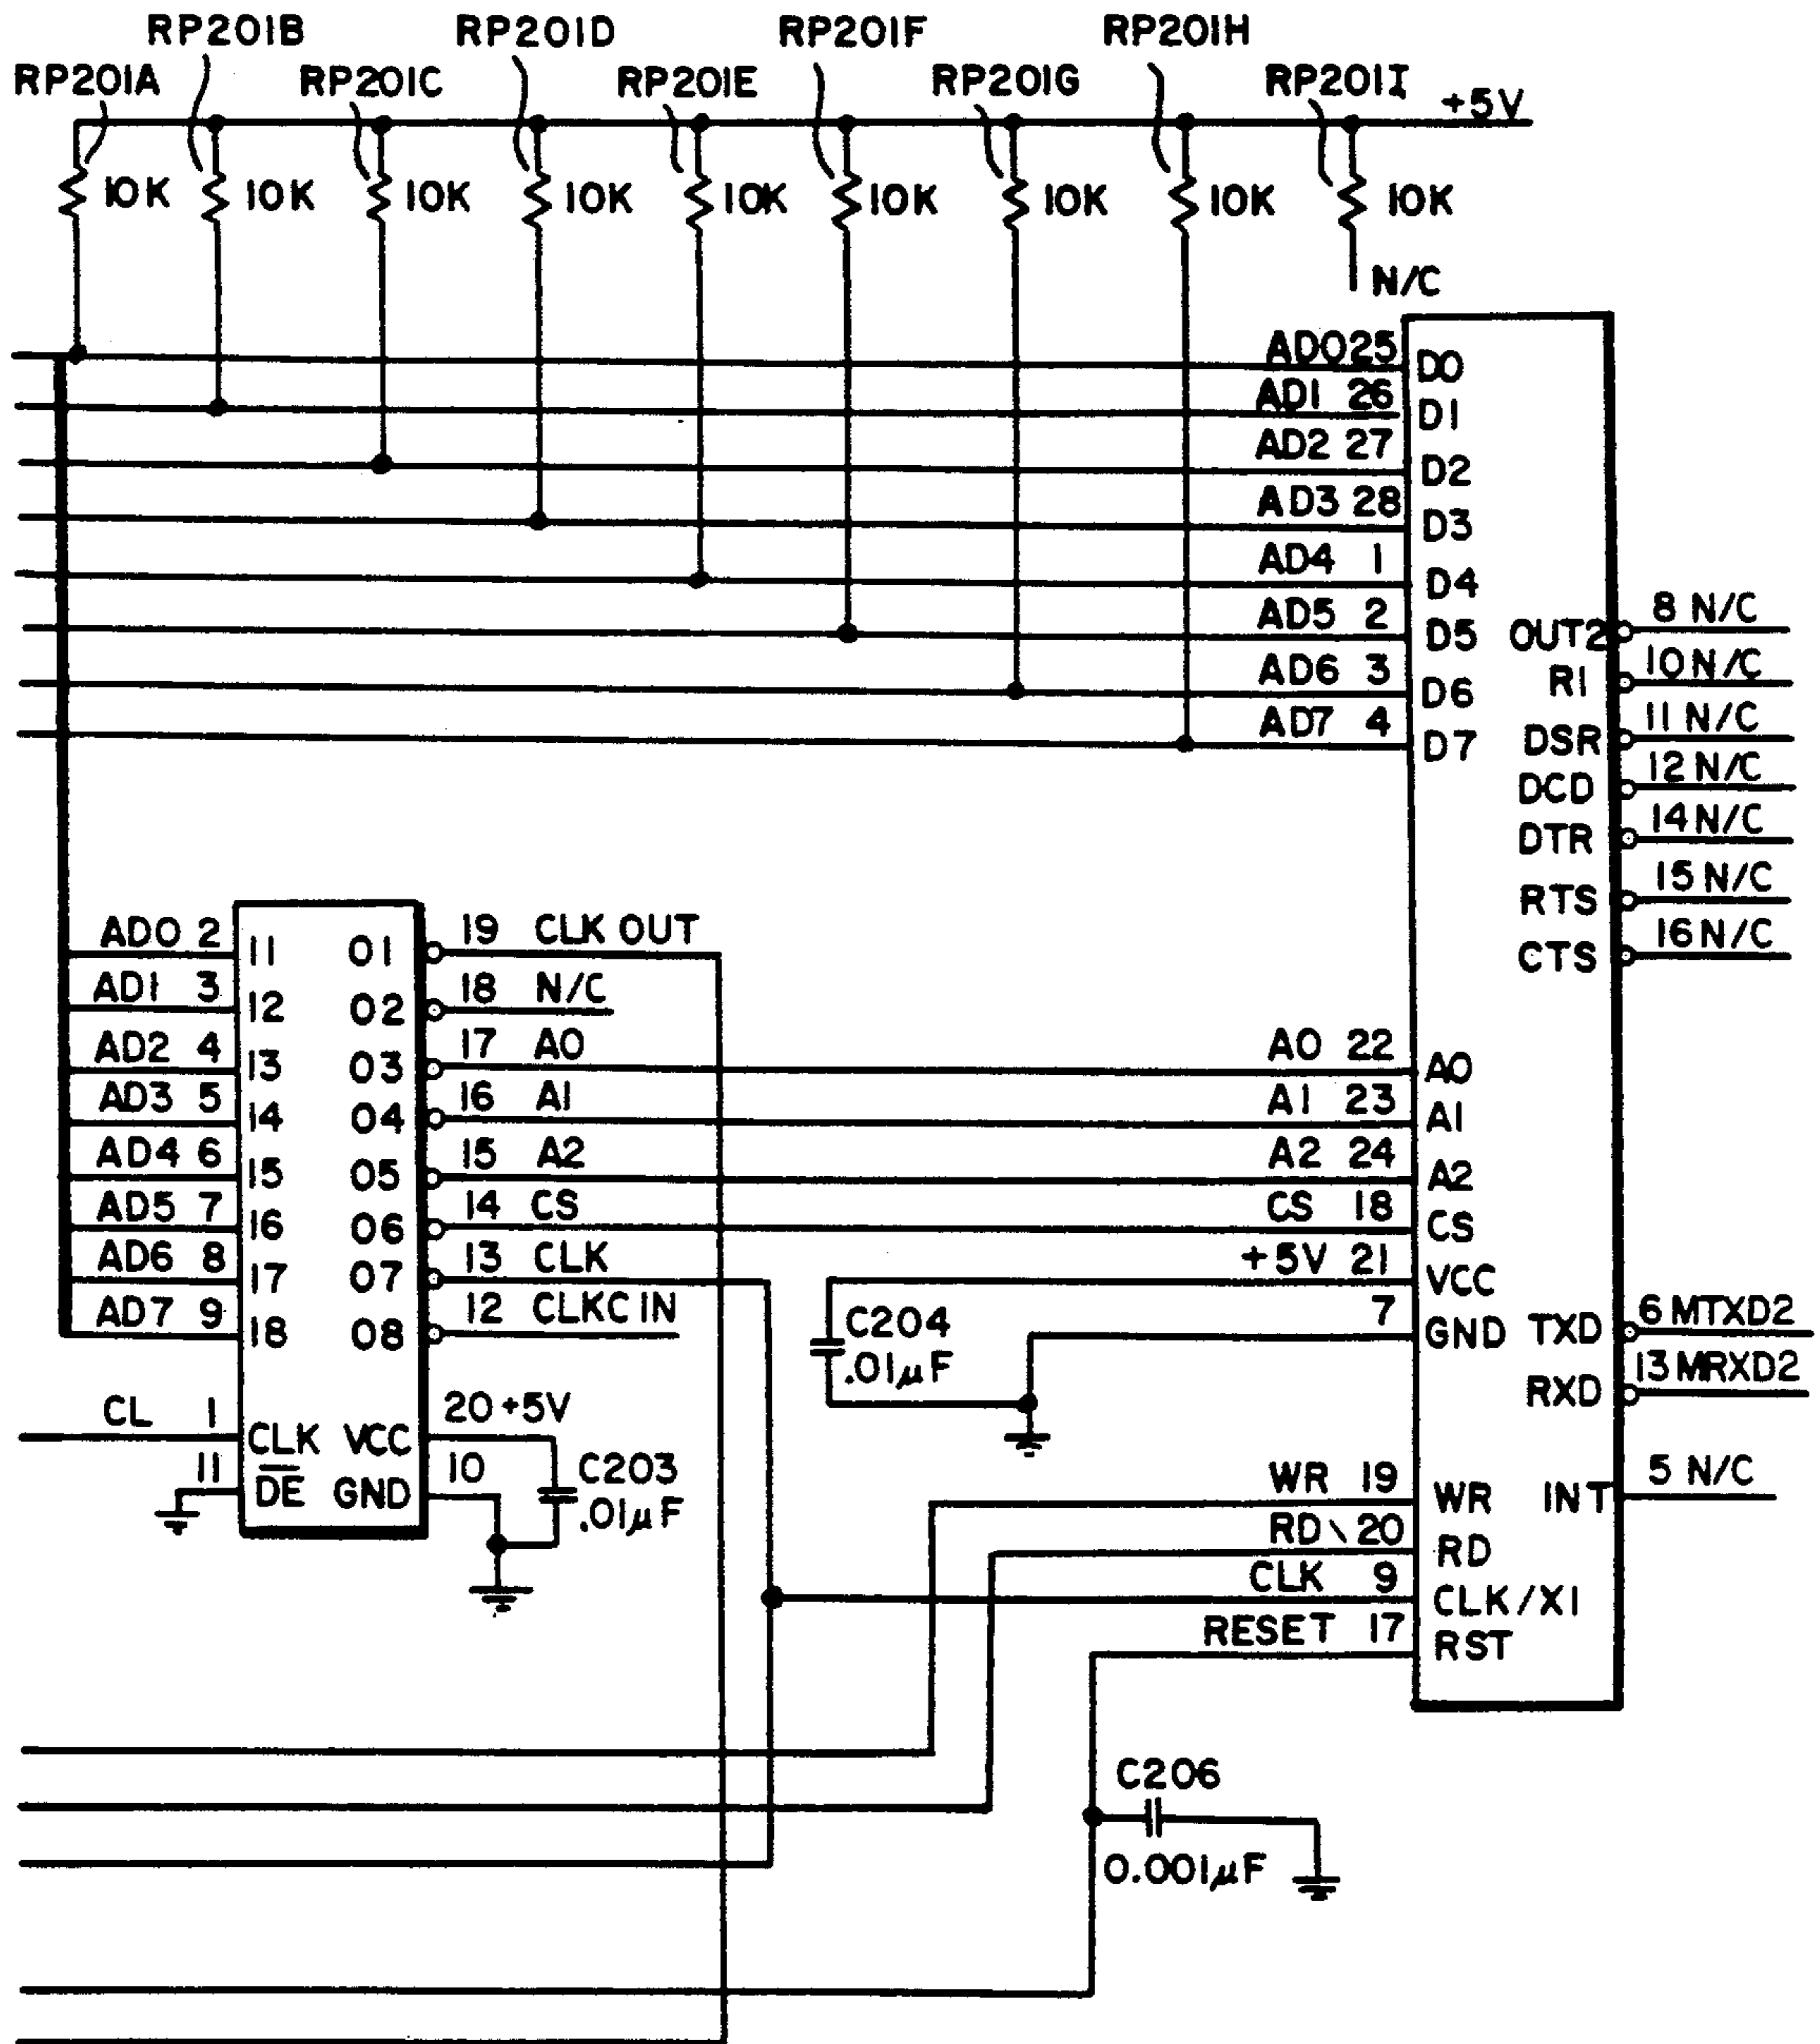 RP201B RP201D RP201F RP201H
RP201A RP201C RP201E RP201G RP201I +5V
10K 10K 10K 10K 10K 10K 10K 10K 10K
N/C
AD0 25 D0
AD1 26 D1
AD2 27 D2
AD3 28 D3
AD4 1 D4
AD5 2 D5 OUT2 8 N/C
AD6 3 D6 RI 10 N/C
AD7 4 D7 DSR 11 N/C
DCD 12 N/C
DTR 14 N/C
RTS 15 N/C
CTS 16 N/C
AD0 2 I1 O1 19 CLK OUT
AD1 3 I2 O2 18 N/C
AD2 4 I3 O3 17 A0 A0 22 A0
AD3 5 I4 O4 16 A1 A1 23 A1
AD4 6 I5 O5 15 A2 A2 24 A2
AD5 7 I6 O6 14 CS CS 18 CS
AD6 8 I7 O7 13 CLK +5V 21 VCC
AD7 9 I8 O8 12 CLKC IN C204 .01µF 7 GND TXD 6 MTXD2
RXD 13 MRXD2
CL 1 CLK VCC 20 +5V
11 DE GND 10 C203 .01µF WR 19 WR INT 5 N/C
RD\ 20 RD
CLK 9 CLK/X1
RESET 17 RST
C206
0.001µF